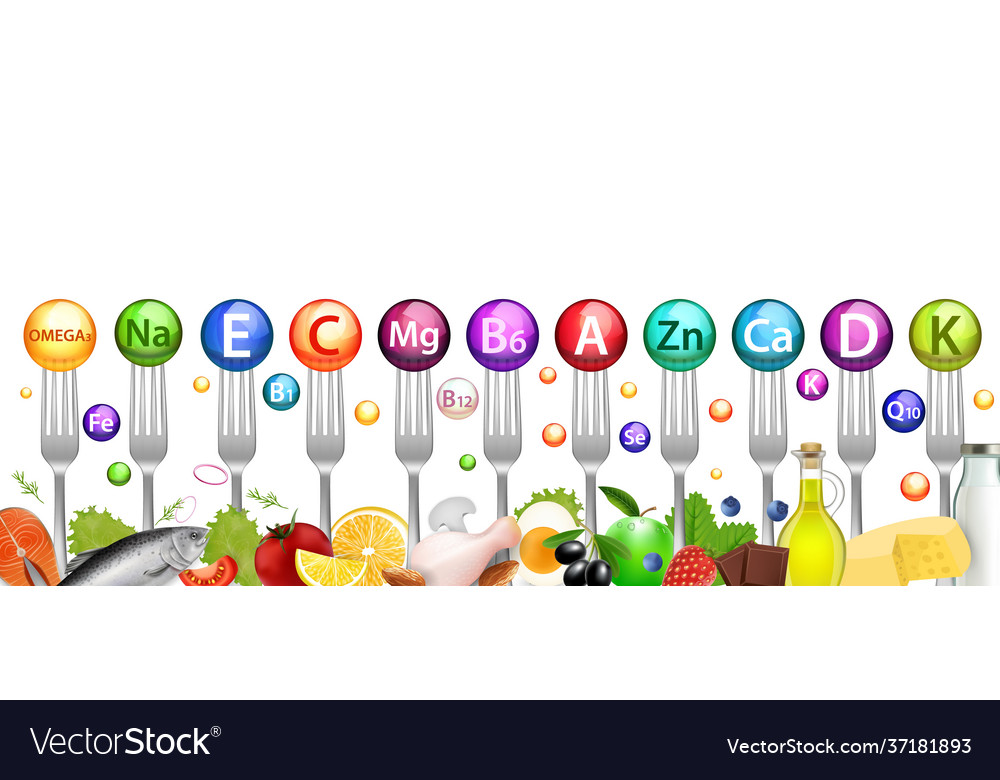 OMEGA3
Na
E
C
Mg
B6
A
Zn
Ca
D
K
Fe
B1
B12
Se
K
Q10
VectorStock®
VectorStock.com/37181893